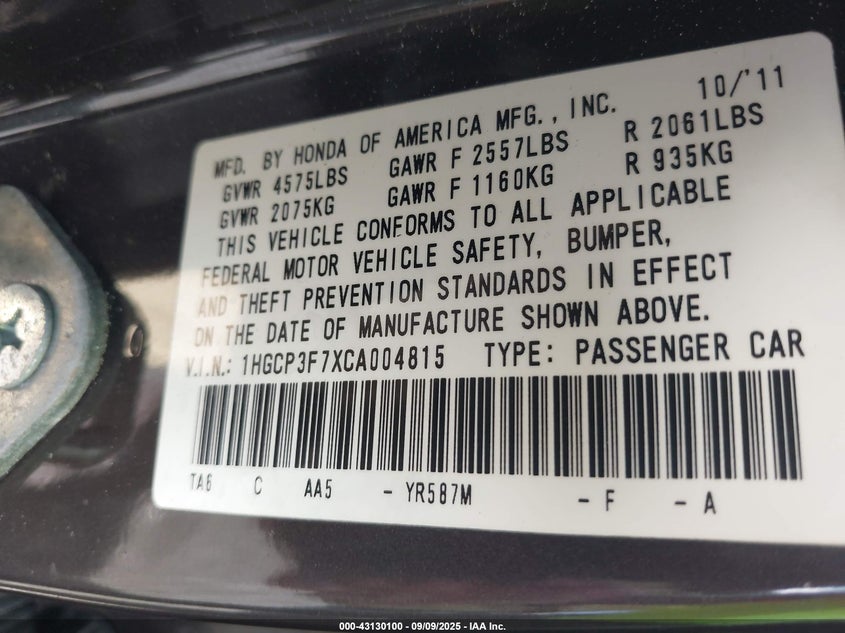 MFD. BY HONDA OF AMERICA MFG., INC. 10/'11
GVWR 4575LBS GAWR F 2557LBS R 2061LBS
GVWR 2075KG GAWR F 1160KG R 935KG
THIS VEHICLE CONFORMS TO ALL APPLICABLE
FEDERAL MOTOR VEHICLE SAFETY, BUMPER,
AND THEFT PREVENTION STANDARDS IN EFFECT
ON THE DATE OF MANUFACTURE SHOWN ABOVE.
V.I.N.: 1HGCP3F7XCA004815 TYPE: PASSENGER CAR
TA6 C AA5 - YR587M - F - A
000-43130100 - 09/09/2025 - IAA Inc.